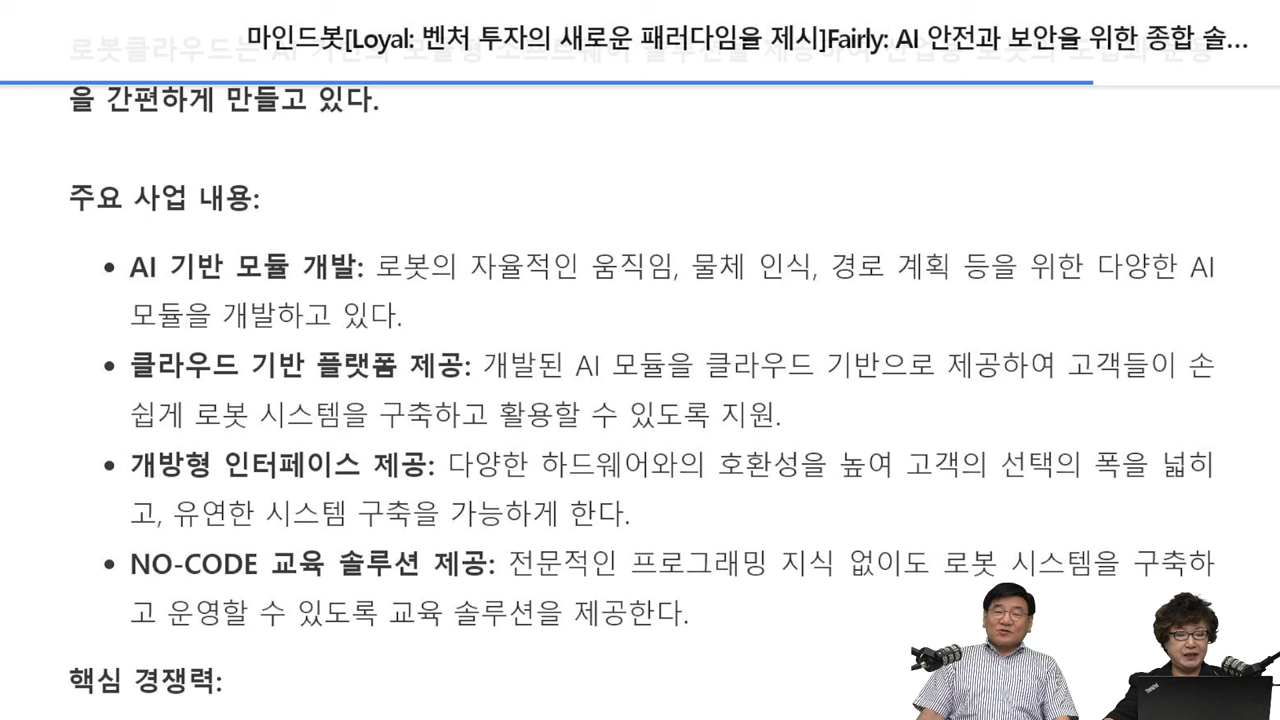 마인드봇[Loyal: 벤처 투자의 새로운 패러다임을 제시]Fairly: AI 안전과 보안을 위한 종합 솔...
을 간편하게 만들고 있다.
주요 사업 내용:
• AI 기반 모듈 개발: 로봇의 자율적인 움직임, 물체 인식, 경로 계획 등을 위한 다양한 AI
모듈을 개발하고 있다.
• 클라우드 기반 플랫폼 제공: 개발된 AI 모듈을 클라우드 기반으로 제공하여 고객들이 손
쉽게 로봇 시스템을 구축하고 활용할 수 있도록 지원.
• 개방형 인터페이스 제공: 다양한 하드웨어와의 호환성을 높여 고객의 선택의 폭을 넓히
고, 유연한 시스템 구축을 가능하게 한다.
• NO-CODE 교육 솔루션 제공: 전문적인 프로그래밍 지식 없이도 로봇 시스템을 구축하
고 운영할 수 있도록 교육 솔루션을 제공한다.
핵심 경쟁력:
ThinkPad